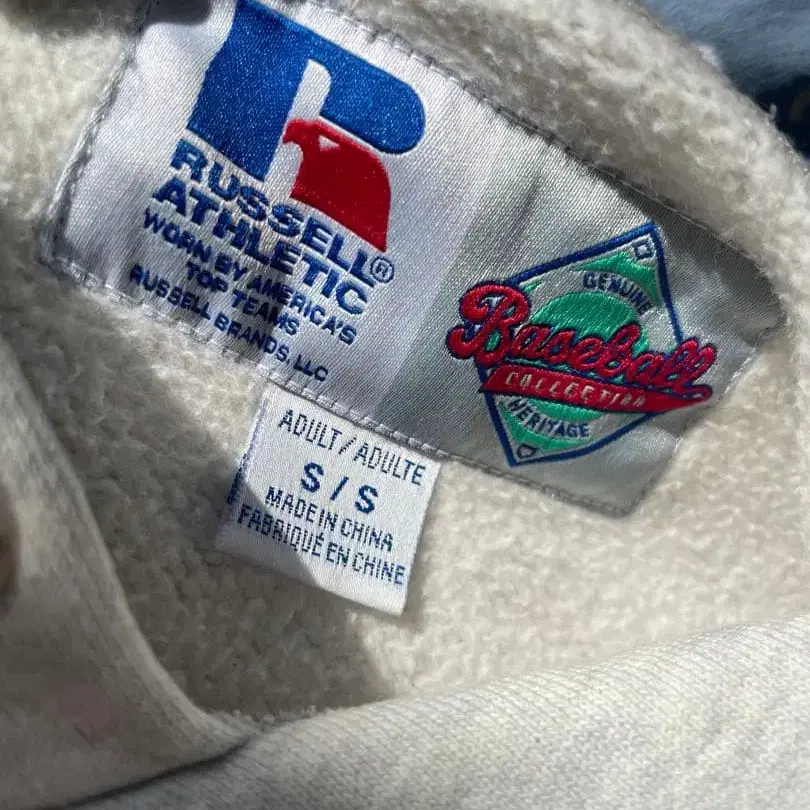 RUSSELL®
ATHLETIC
WORN BY AMERICA'S
TOP TEAMS
RUSSELL BRANDS, LLC
GENUINE
Baseball
COLLECTION
HERITAGE
ADULT/ADULTE
S/S
MADE IN CHINA
FABRIQUÉ EN CHINE